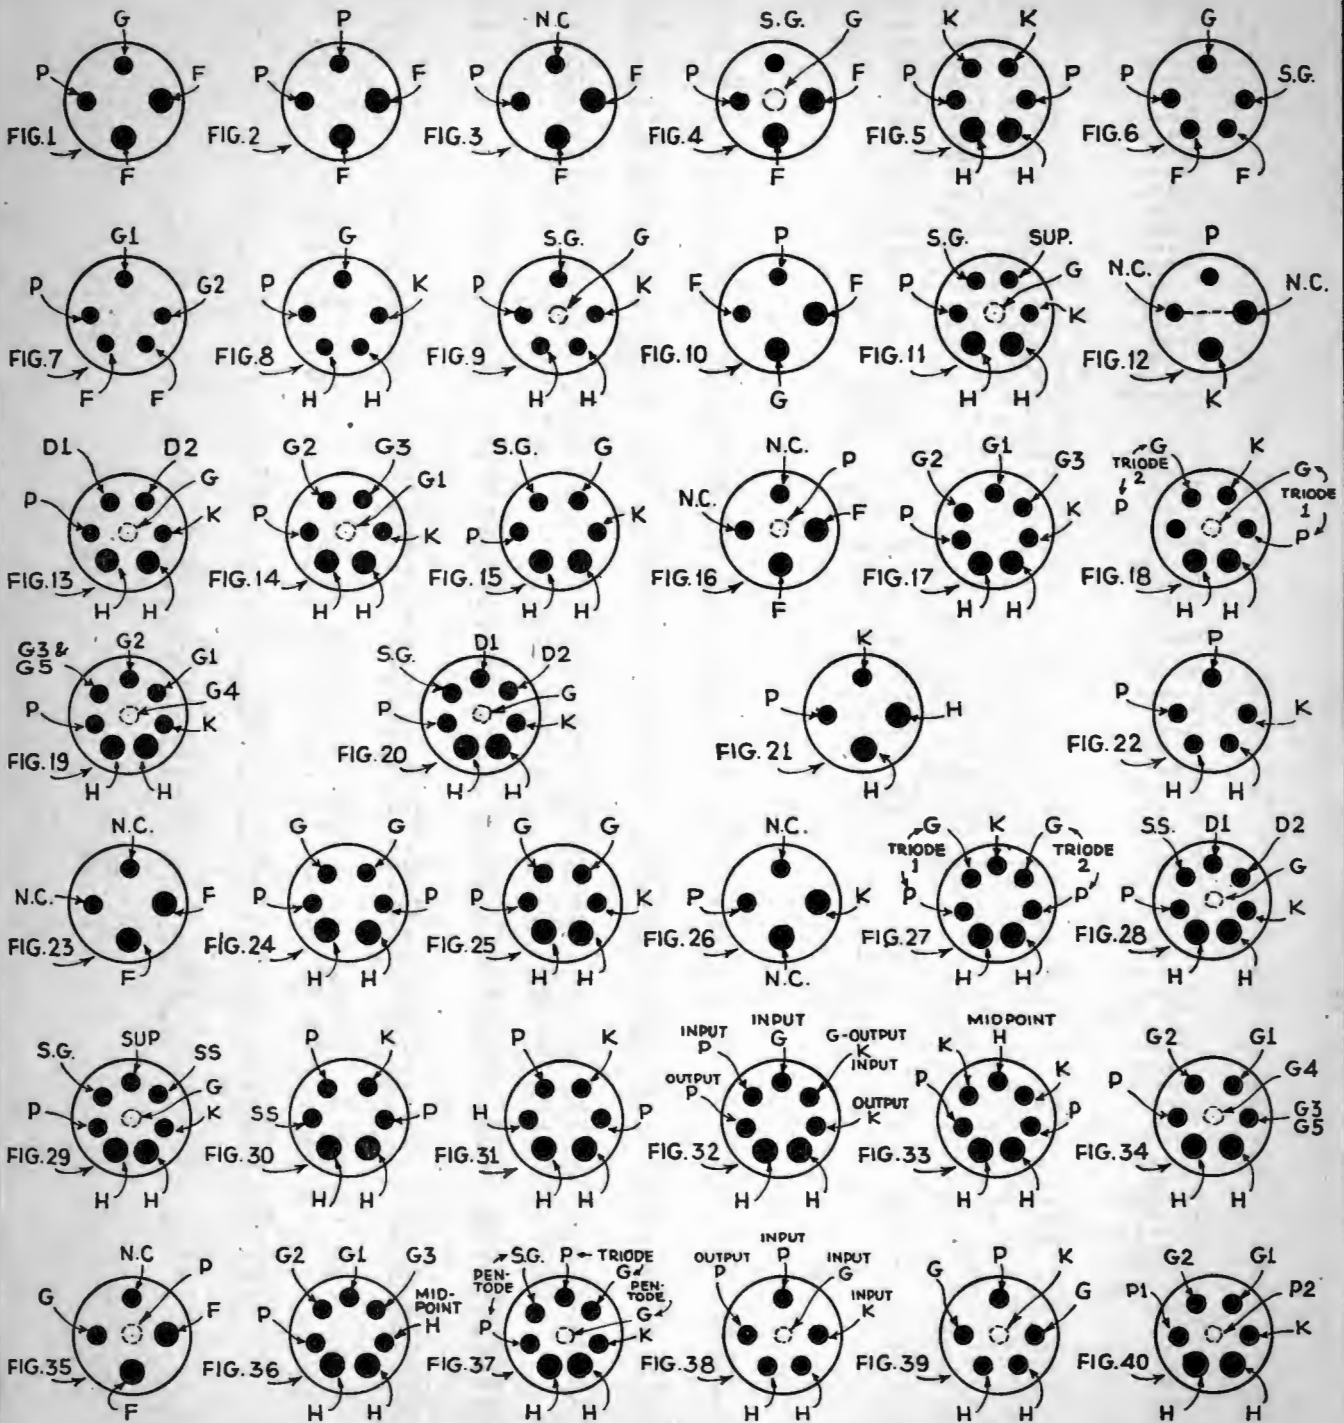 G P N.C S.G. G K K G
P F P F P F P F P P P S.G.
FIG.1 FIG.2 FIG.3 FIG.4 FIG.5 FIG.6
F F F F H H F F
G1 G S.G. G P S.G. SUP. P
P G2 P K P K F F P G K N.C. N.C.
FIG.7 FIG.8 FIG.9 FIG.10 FIG.11 FIG.12
F F H H H H G H H K
D1 D2 G2 G3 S.G. G N.C. P G2 G1 G3 G TRIODE 2 P K G TRIODE 1 P
P G K P G1 K P K N.C. F P K
FIG.13 FIG.14 FIG.15 FIG.16 FIG.17 FIG.18
H H H H H H F H H H H
G3 & G5 G2 G1 S.G. D1 D2 K P
P G4 K P G K P H P K
FIG.19 FIG.20 FIG.21 FIG.22
H H H H H H H
N.C. G G G G N.C. G TRIODE 1 P K G TRIODE 2 P S.S. D1 D2
N.C. F P P P K P K P G K
FIG.23 FIG.24 FIG.25 FIG.26 FIG.27 FIG.28
F H H H H N.C. H H H H
S.G. SUP SS P K P K INPUT P INPUT G G-OUTPUT K INPUT MIDPOINT H G2 G1
P G K SS P H P OUTPUT P OUTPUT K K P K P P G4 G3 G5
FIG.29 FIG.30 FIG.31 FIG.32 FIG.33 FIG.34
H H H H H H H H H H H H
N.C P G2 G1 G3 PEN- TODE S.G. P TRIODE G & PEN- TODE OUTPUT P INPUT P INPUT G INPUT K P K G2 G1
G F P MID- POINT H P G K G G P1 P2 K
FIG.35 FIG.36 FIG.37 FIG.38 FIG.39 FIG.40
F H H H H H H H H H H